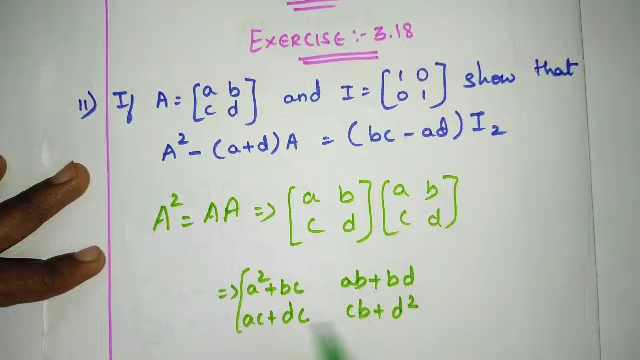 EXERCISE:- 3.18
11) If A = [a b c d] and I = [1 0 0 1] show that
A² - (a+d)A = (bc - ad) I₂
A² = AA => [a b c d] [a b c d]
=> [a²+bc ab+bd
ac+dc cb+d²